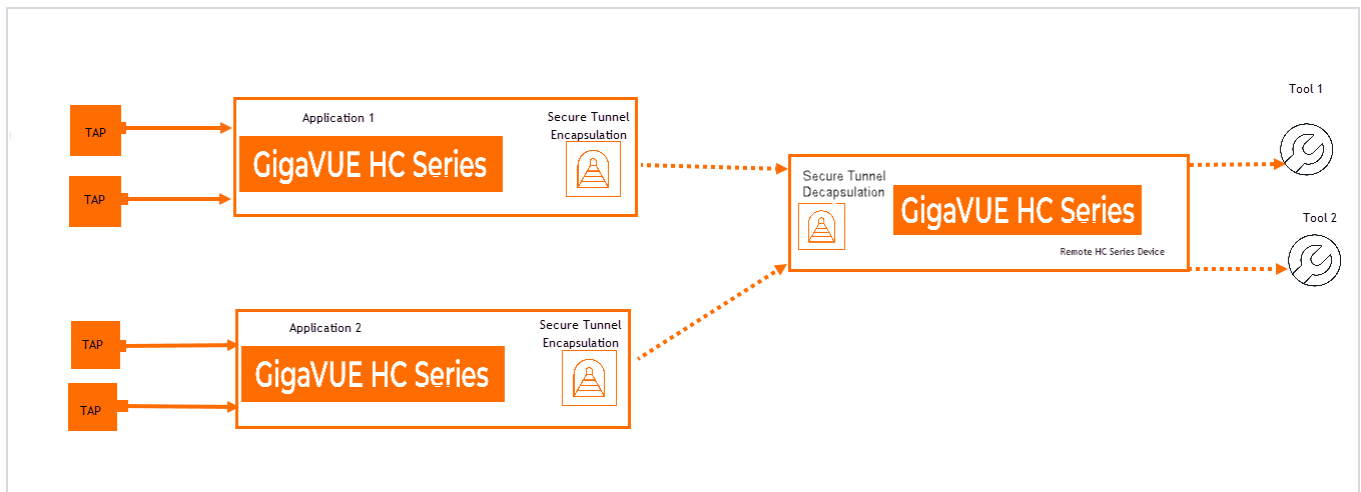 Tool 1
Application 1
Secure Tunnel
Encapsulation
TAP
GigaVUE HC Series
TAP
Secure Tunnel
Decapsulation
GigaVUE HC Series
Remote HC Series Device
Tool 2
Application 2
Secure Tunnel
Encapsulation
TAP
GigaVUE HC Series
TAP